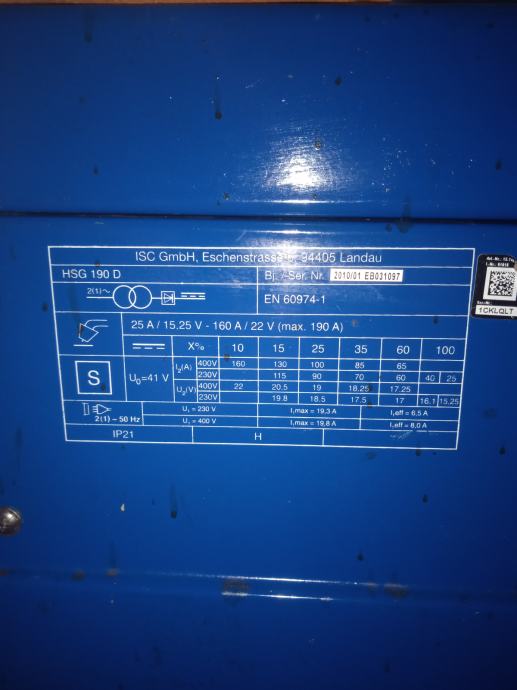 ISC GmbH, Eschenstrasse 6, 94405 Landau
HSG 190 D Bj./Ser. Nr. 2010/01 EB031097
2(1)~ EN 60974-1
25 A / 15,25 V - 160 A / 22 V (max. 190 A)
X% 10 15 25 35 60 100
S U₀=41 V I₂(A) 400V 160 130 100 85 65
230V 115 90 70 60 40 25
U₂(V) 400V 22 20.5 19 18.25 17.25
230V 19.8 18.5 17.5 17 16.1 15.25
2(1) ~ 50 Hz U₁ = 230 V I₁max = 19,3 A I₁eff = 6,5 A
U₁ = 400 V I₁max = 19,8 A I₁eff = 8,0 A
IP21 H
1CKLQLT